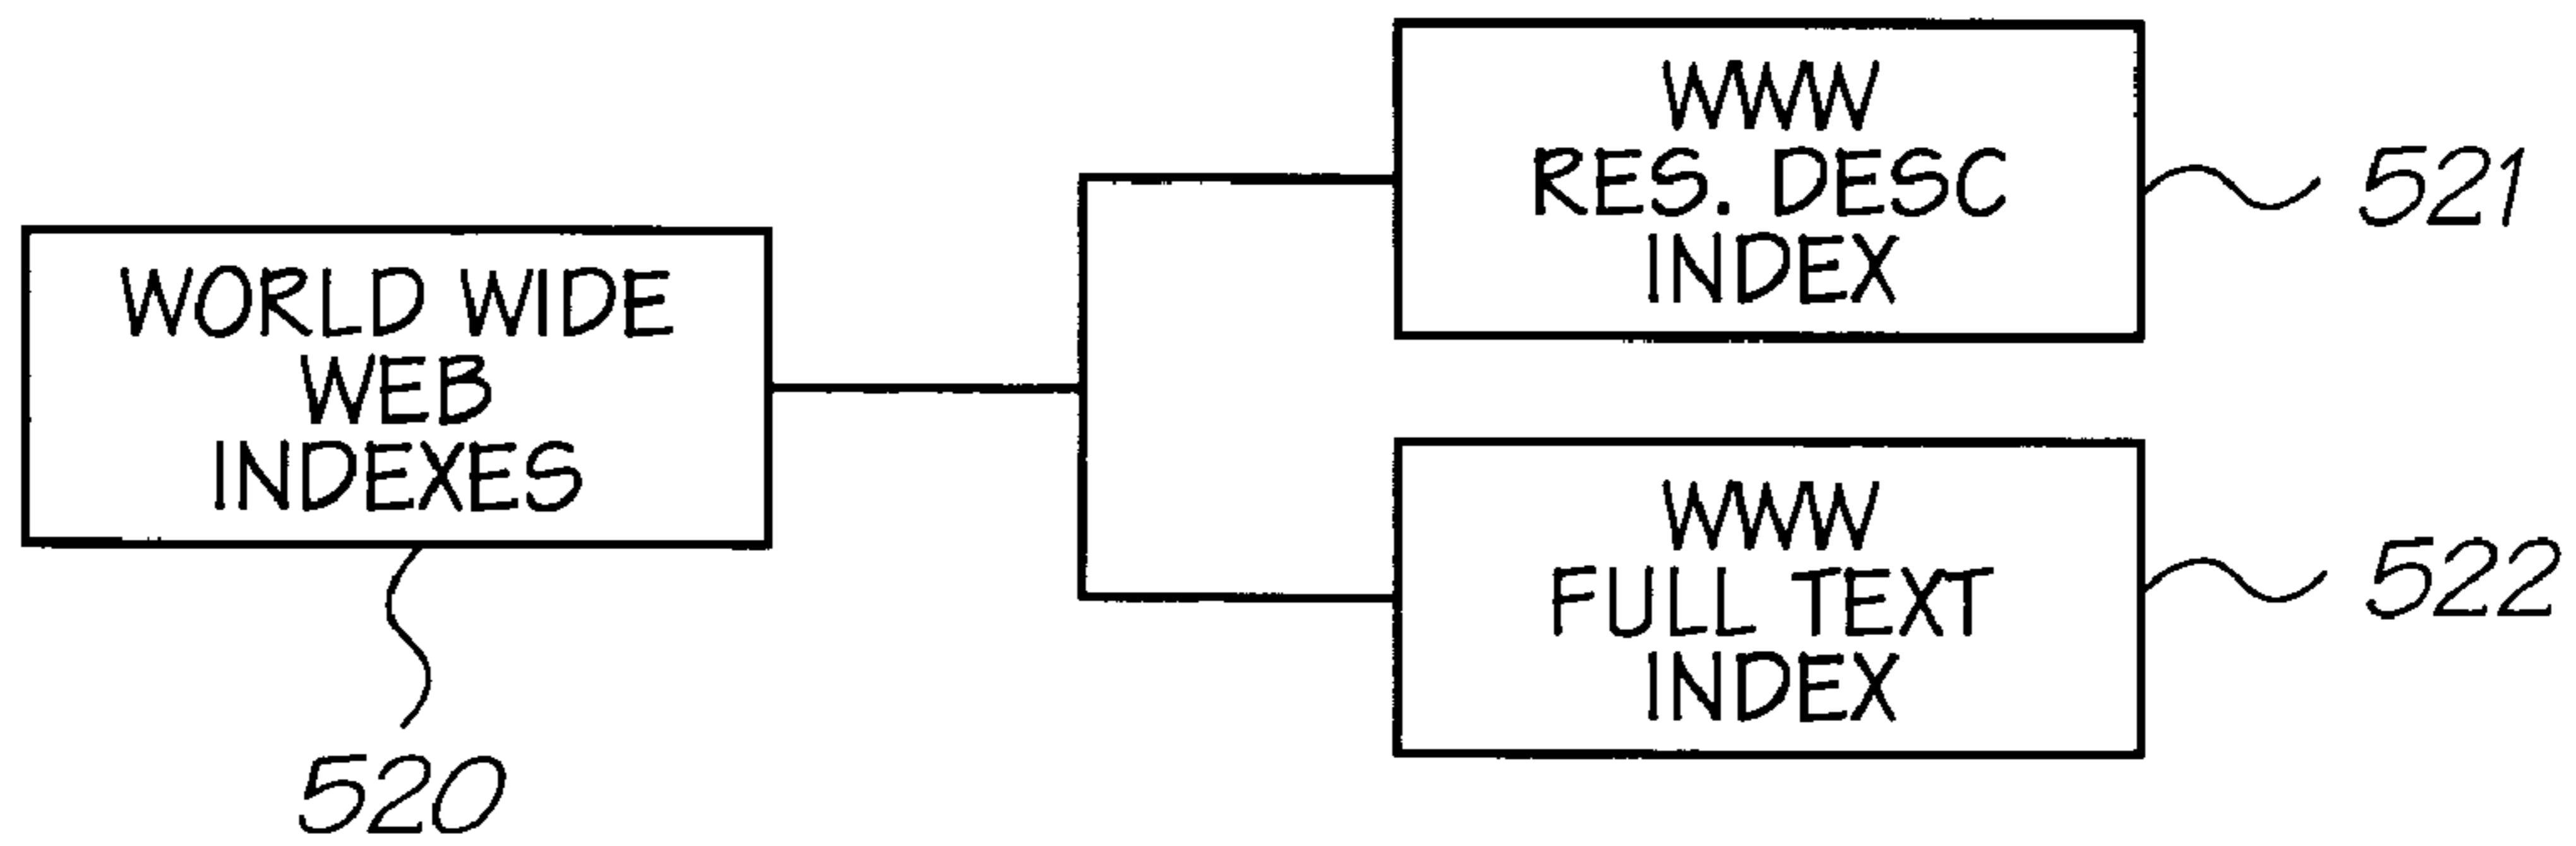 WORLD WIDE
WEB
INDEXES
520
WWW
RES. DESC
INDEX
521
WWW
FULL TEXT
INDEX
522